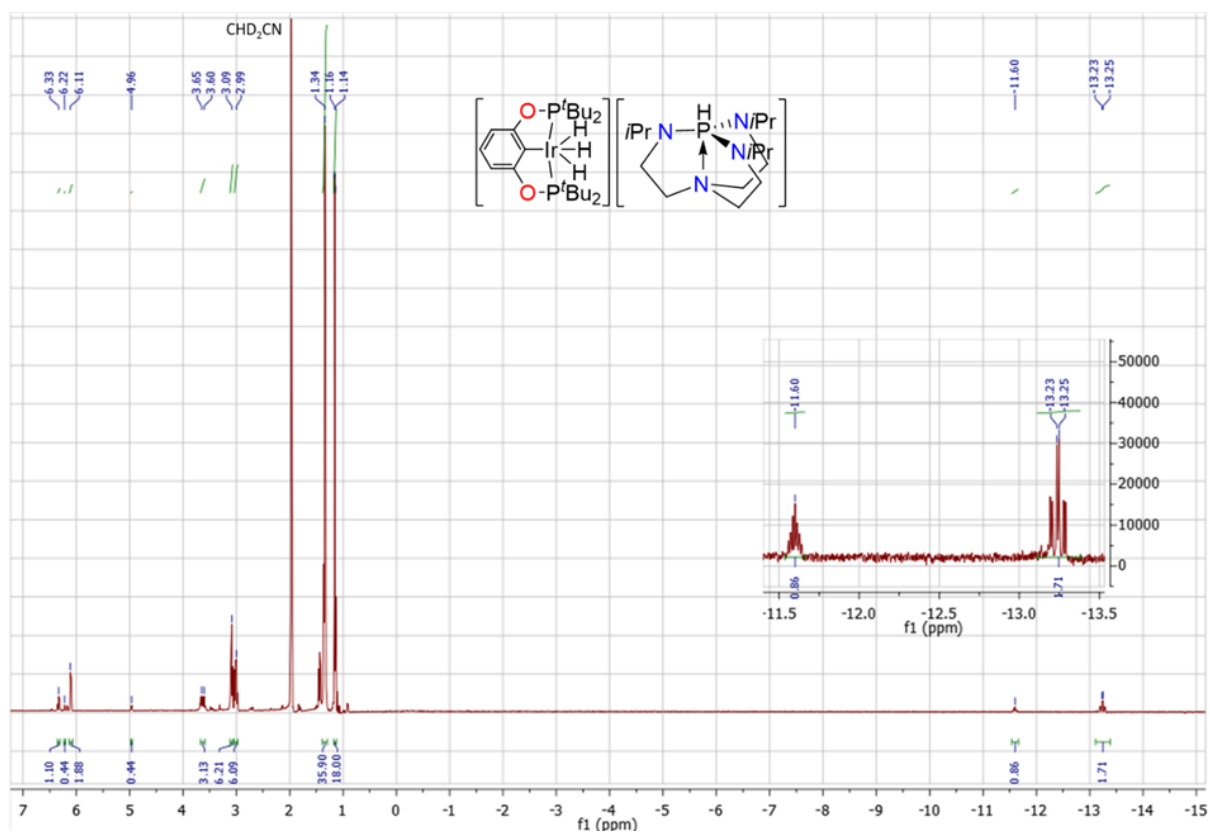 CHD₂CN
6.33
6.22
6.11
4.96
3.65
3.60
3.09
2.99
1.34
1.16
1.14
-11.60
-13.23
-13.25
O-PᵗBu₂
Ir
H
H
H
O-PᵗBu₂
H
iPr
N
P
NiPr
NiPr
N
-11.60
-13.23
-13.25
50000
40000
30000
20000
10000
0
0.86
1.71
-11.5 -12.0 -12.5 -13.0 -13.5
f1 (ppm)
1.10
0.44
1.88
0.44
3.13
6.21
6.09
35.90
18.00
0.86
1.71
7 6 5 4 3 2 1 0 -1 -2 -3 -4 -5 -6 -7 -8 -9 -10 -11 -12 -13 -14 -15
f1 (ppm)